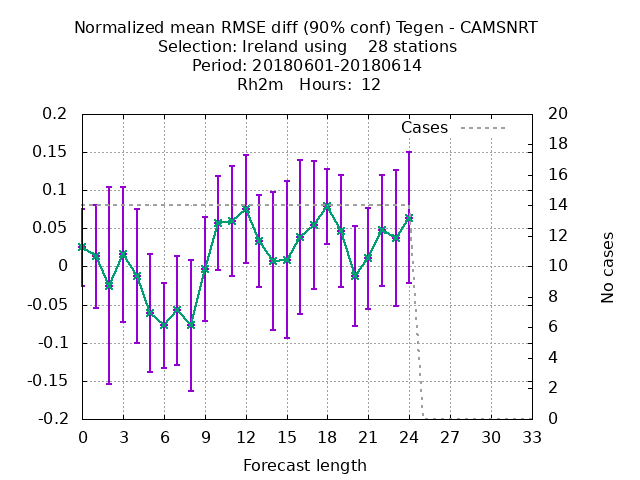 Normalized mean RMSE diff (90% conf) Tegen - CAMSNRT
Selection: Ireland using    28 stations
Period: 20180601-20180614
Rh2m   Hours:  12
Cases
0.2
0.15
0.1
0.05
0
-0.05
-0.1
-0.15
-0.2
20
18
16
14
12
10
8
6
4
2
0
No cases
0 3 6 9 12 15 18 21 24 27 30 33
Forecast length